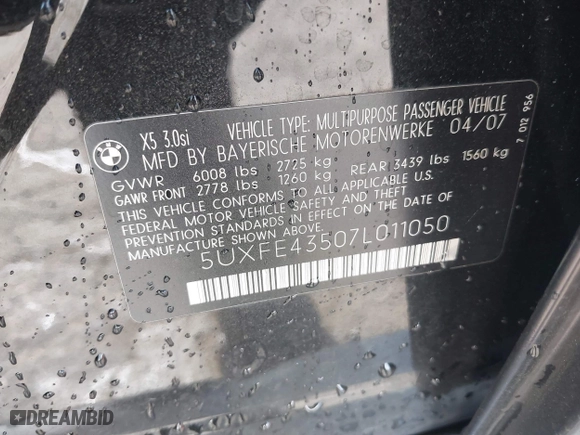 BMW
X5 3.0si VEHICLE TYPE: MULTIPURPOSE PASSENGER VEHICLE
MFD BY BAYERISCHE MOTORENWERKE 04/07
GVWR 6008 lbs 2725 kg
GAWR FRONT 2778 lbs 1260 kg REAR 3439 lbs 1560 kg
THIS VEHICLE CONFORMS TO ALL APPLICABLE U.S.
FEDERAL MOTOR VEHICLE SAFETY AND THEFT
PREVENTION STANDARDS IN EFFECT ON THE DATE OF
MANUFACTURE SHOWN ABOVE.
5UXFE43507L011050
7 012 956
DREAMBID